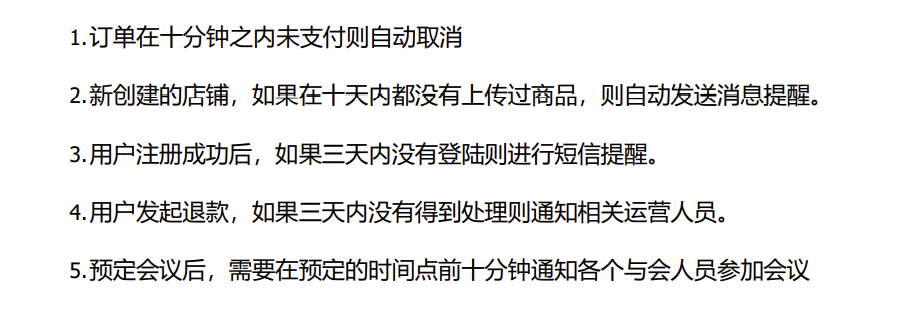 1.订单在十分钟之内未支付则自动取消
2.新创建的店铺，如果在十天内都没有上传过商品，则自动发送消息提醒。
3.用户注册成功后，如果三天内没有登陆则进行短信提醒。
4.用户发起退款，如果三天内没有得到处理则通知相关运营人员。
5.预定会议后，需要在预定的时间点前十分钟通知各个与会人员参加会议